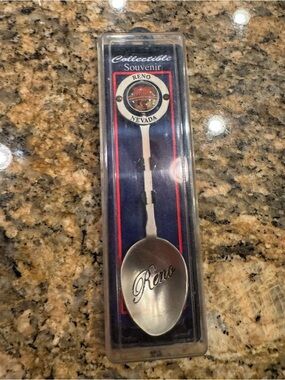 Collectible
Souvenir
RENO
NEVADA
Reno